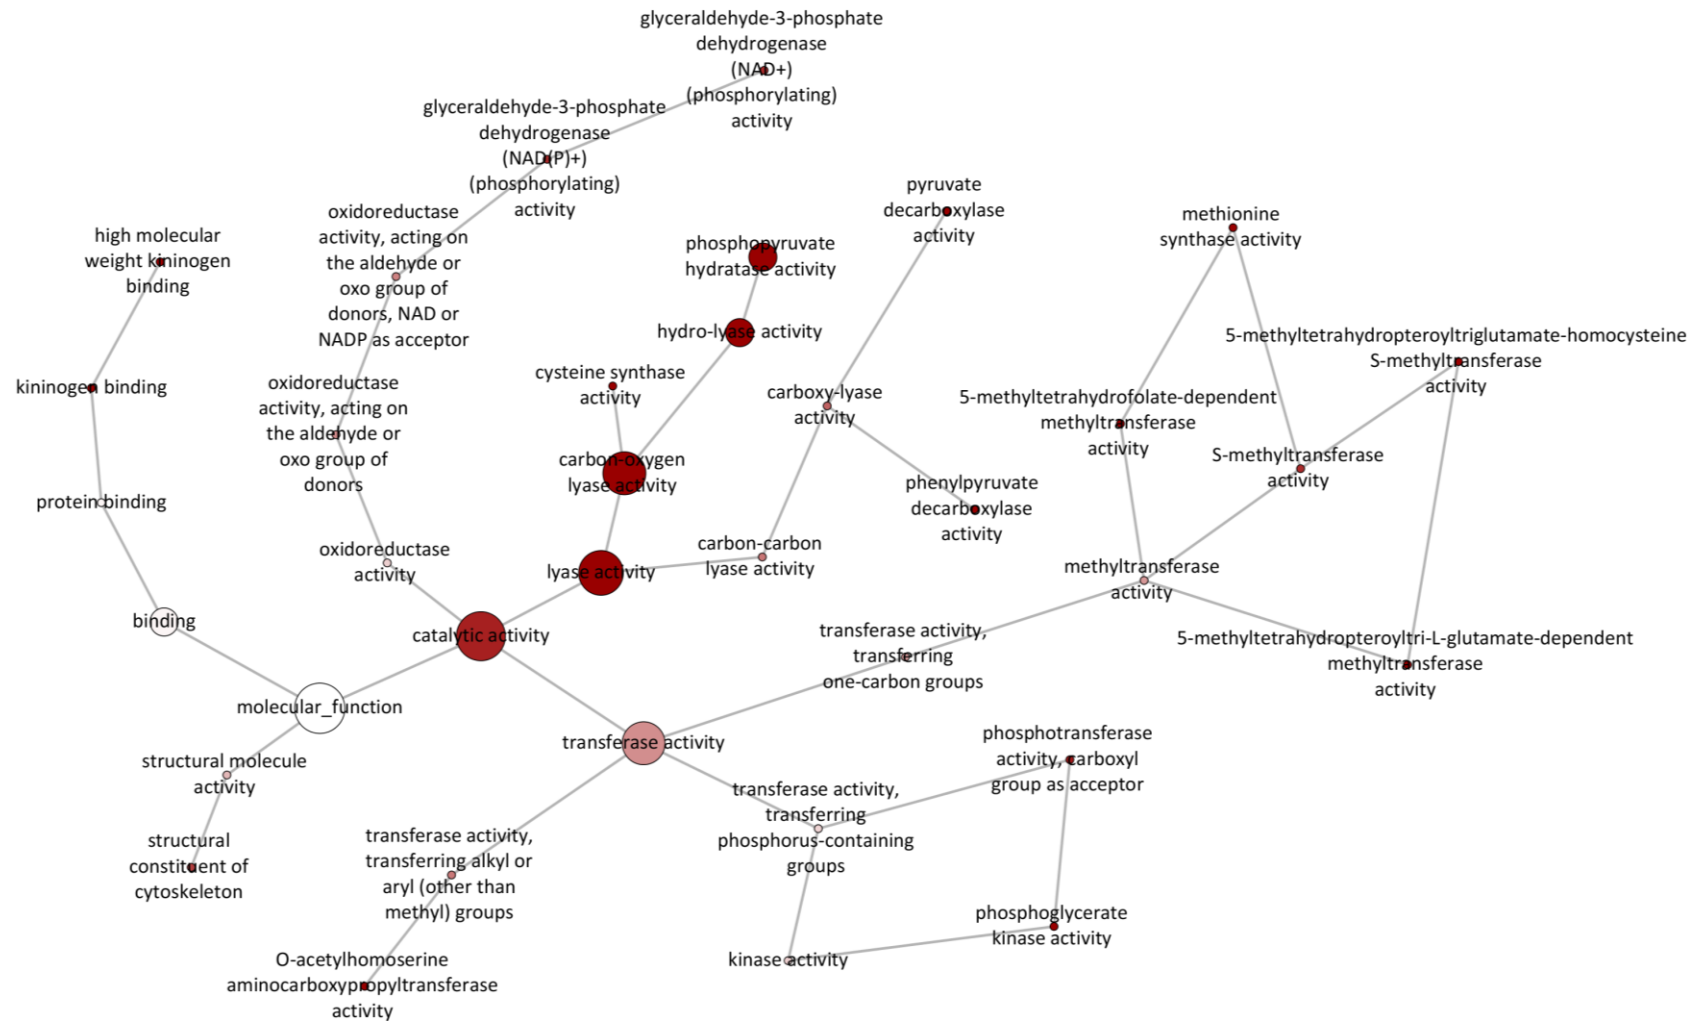 glyceraldehyde-3-phosphate
dehydrogenase
(NAD+)
(phosphorylating)
activity
glyceraldehyde-3-phosphate
dehydrogenase
(NAD(P)+)
(phosphorylating)
activity
pyruvate
decarboxylase
activity
oxidoreductase
activity, acting on
the aldehyde or
oxo group of
donors, NAD or
NADP as acceptor
methionine
synthase activity
high molecular
weight kininogen
binding
phosphopyruvate
hydratase activity
hydro-lyase activity
5-methyltetrahydropteroyltriglutamate-homocysteine
S-methyltransferase
activity
cysteine synthase
activity
kininogen binding
oxidoreductase
activity, acting on
the aldehyde or
oxo group of
donors
carboxy-lyase
activity
5-methyltetrahydrofolate-dependent
methyltransferase
activity
S-methyltransferase
activity
carbon-oxygen
lyase activity
phenylpyruvate
decarboxylase
activity
protein binding
oxidoreductase
activity
carbon-carbon
lyase activity
lyase activity
methyltransferase
activity
binding
catalytic activity
transferase activity,
transferring
one-carbon groups
5-methyltetrahydropteroyltri-L-glutamate-dependent
methyltransferase
activity
molecular_function
transferase activity
phosphotransferase
activity, carboxyl
group as acceptor
structural molecule
activity
transferase activity,
transferring
phosphorus-containing
groups
structural
constituent of
cytoskeleton
transferase activity,
transferring alkyl or
aryl (other than
methyl) groups
phosphoglycerate
kinase activity
kinase activity
O-acetylhomoserine
aminocarboxypropyltransferase
activity